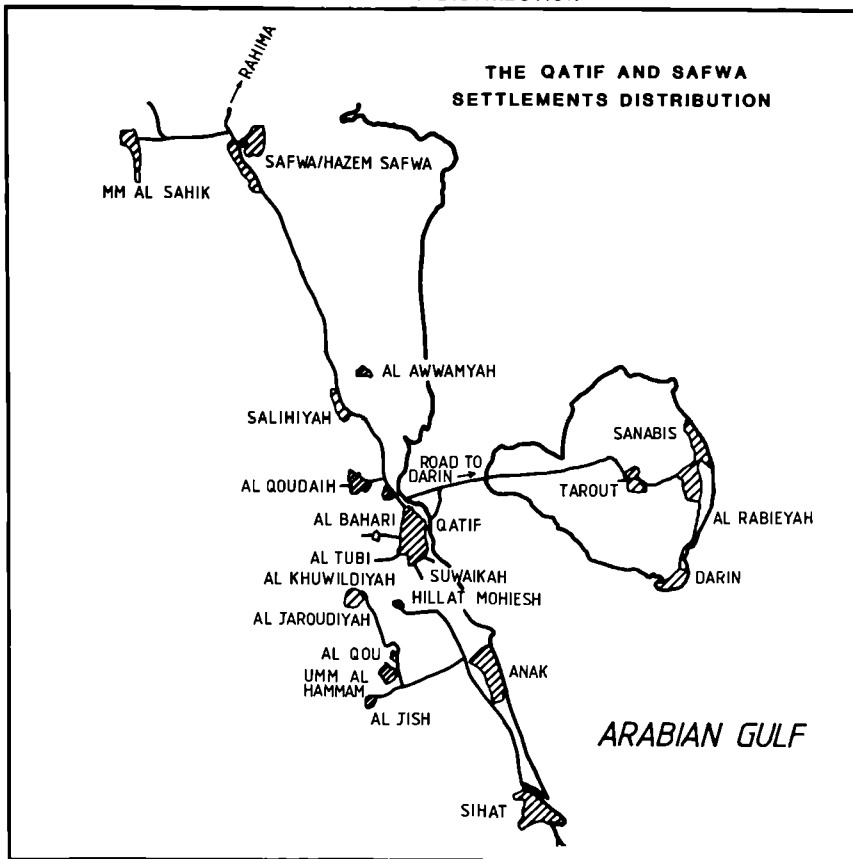 DISTRIBUTION
THE QATIF AND SAFWA
SETTLEMENTS DISTRIBUTION
→ RAHIMA
SAFWA/HAZEM SAFWA
MM AL SAHIK
AL AWWAMYAH
SALIHIYAH
SANABIS
ROAD TO
DARIN →
AL QOUDAIH
TAROUT
AL BAHARI
QATIF
AL RABIEYAH
AL TUBI
SUWAIKAH
DARIN
AL KHUWILDIYAH
HILLAT MOHIESH
AL JAROUDIYAH
AL QOU
ANAK
UMM AL
HAMMAM
AL JISH
ARABIAN GULF
SIHAT